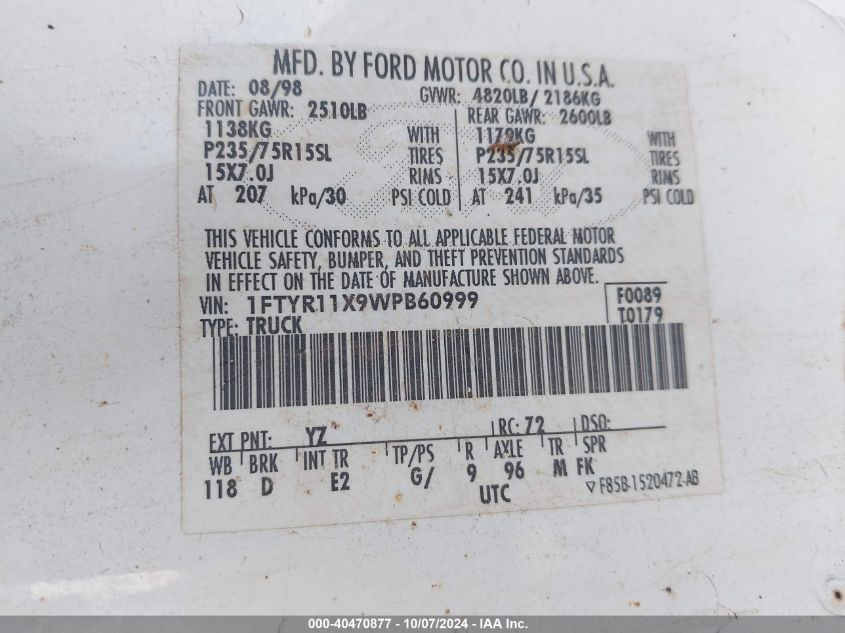 MFD. BY FORD MOTOR CO. IN U.S.A.
DATE: 08/98 GVWR: 4820LB/ 2186KG
FRONT GAWR: 2510LB REAR GAWR: 2600LB
1138KG WITH 1179KG WITH
P235/75R15SL TIRES P235/75R15SL TIRES
15X7.0J RIMS 15X7.0J RIMS
AT 207 kPa/30 PSI COLD AT 241 kPa/35 PSI COLD
THIS VEHICLE CONFORMS TO ALL APPLICABLE FEDERAL MOTOR
VEHICLE SAFETY, BUMPER, AND THEFT PREVENTION STANDARDS
IN EFFECT ON THE DATE OF MANUFACTURE SHOWN ABOVE.
VIN: 1FTYR11X9WPB60999 F0089
TYPE: TRUCK T0179
EXT PNT: YZ RC: 72 DSO:
WB BRK INT TR TP/PS R AXLE TR SPR
118 D E2 G/ 9 96 M FK
UTC ▽ F85B-1520472-AB
000-40470877 - 10/07/2024 - IAA Inc.